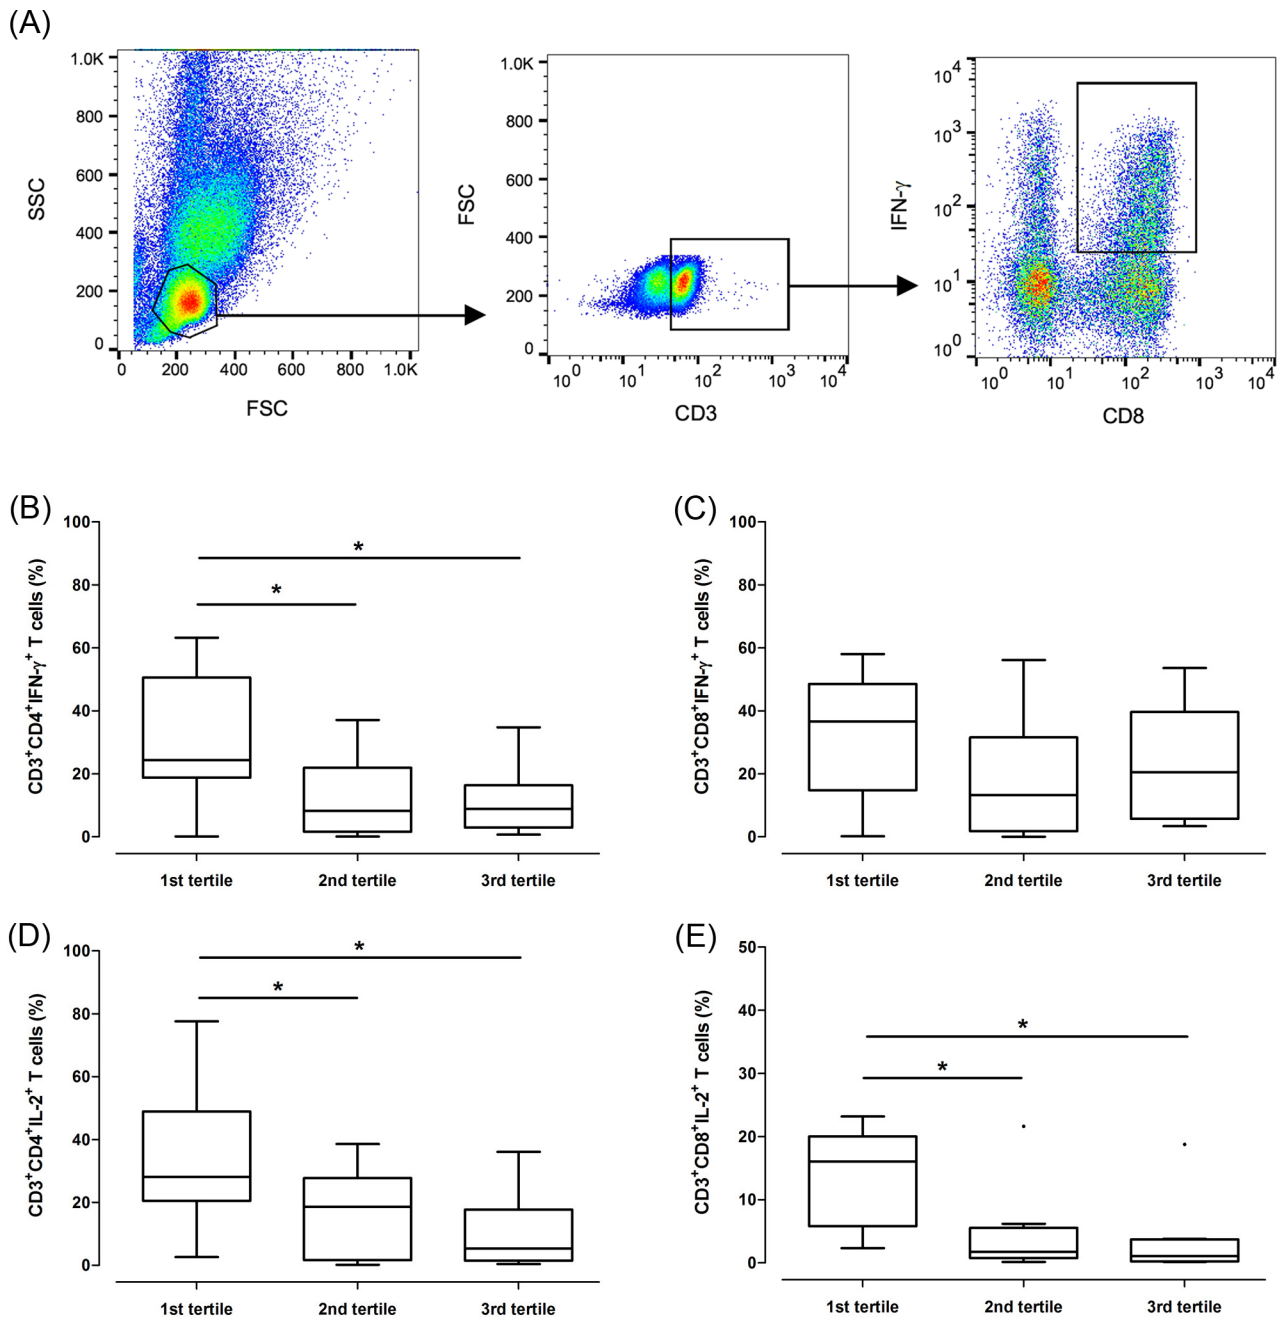 (A)
1.0K
800
600
400
200
0
SSC
0 200 400 600 800 1.0K
FSC
1.0K
800
600
400
200
0
FSC
10^0 10^1 10^2 10^3 10^4
CD3
10^4
10^3
10^2
10^1
10^0
IFN-γ
10^0 10^1 10^2 10^3 10^4
CD8
(B)
100
80
60
40
20
0
CD3+CD4+IFN-γ+ T cells (%)
*
*
1st tertile 2nd tertile 3rd tertile
(C)
100
80
60
40
20
0
CD3+CD8+IFN-γ+ T cells (%)
1st tertile 2nd tertile 3rd tertile
(D)
100
80
60
40
20
0
CD3+CD4+IL-2+ T cells (%)
*
*
1st tertile 2nd tertile 3rd tertile
(E)
50
40
30
20
10
0
CD3+CD8+IL-2+ T cells (%)
*
*
1st tertile 2nd tertile 3rd tertile